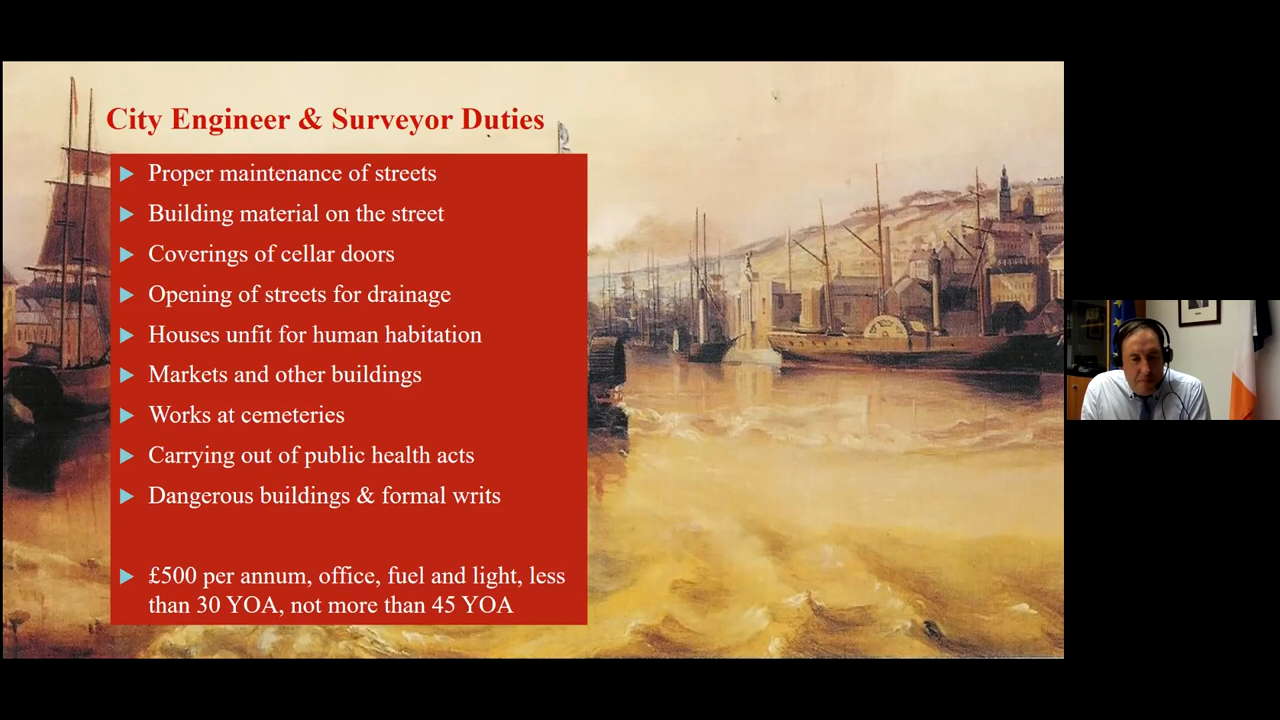 City Engineer & Surveyor Duties
Proper maintenance of streets
Building material on the street
Coverings of cellar doors
Opening of streets for drainage
Houses unfit for human habitation
Markets and other buildings
Works at cemeteries
Carrying out of public health acts
Dangerous buildings & formal writs
£500 per annum, office, fuel and light, less
than 30 YOA, not more than 45 YOA